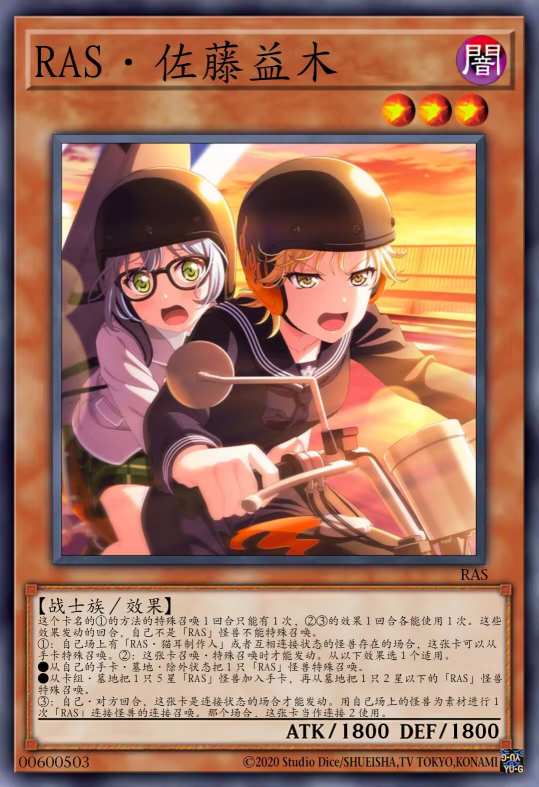 RAS・佐藤益木
闇
RAS
【战士族／效果】
这个卡名的①的方法的特殊召唤1回合只能有1次，②③的效果1回合各能使用1次。这些
效果发动的回合，自己不是「RAS」怪兽不能特殊召唤。
①：自己场上有「RAS·猫耳制作人」或者互相连接状态的怪兽存在的场合，这张卡可以从
手卡特殊召唤。②：这张卡召唤·特殊召唤时才能发动。从以下效果选1个适用。
●从自己的手卡·墓地·除外状态把1只「RAS」怪兽特殊召唤。
●从卡组·墓地把1只5星「RAS」怪兽加入手卡，再从墓地把1只2星以下的「RAS」怪兽
特殊召唤。
③：自己·对方回合，这张卡是连接状态的场合才能发动。用自己场上的怪兽为素材进行1
次「RAS」连接怪兽的连接召唤。那个场合，这张卡当作连接2使用。
ATK/1800 DEF/1800
00600503
©2020 Studio Dice/SHUEISHA,TV TOKYO,KONAMI